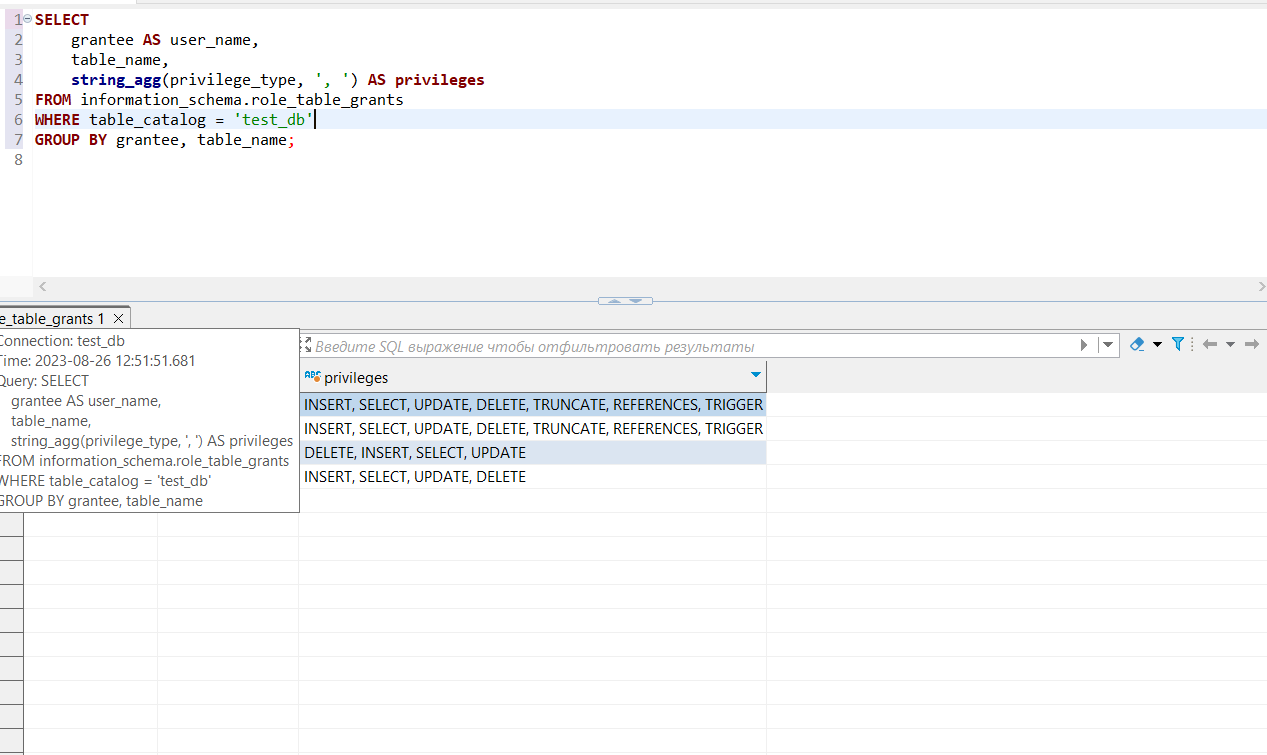 1 SELECT
2 grantee AS user_name,
3 table_name,
4 string_agg(privilege_type, ', ') AS privileges
5 FROM information_schema.role_table_grants
6 WHERE table_catalog = 'test_db'
7 GROUP BY grantee, table_name;
8
e_table_grants 1
Connection: test_db
Time: 2023-08-26 12:51:51.681
Query: SELECT
grantee AS user_name,
table_name,
string_agg(privilege_type, ', ') AS privileges
FROM information_schema.role_table_grants
WHERE table_catalog = 'test_db'
GROUP BY grantee, table_name
Введите SQL выражение чтобы отфильтровать результаты
ABC privileges
INSERT, SELECT, UPDATE, DELETE, TRUNCATE, REFERENCES, TRIGGER
INSERT, SELECT, UPDATE, DELETE, TRUNCATE, REFERENCES, TRIGGER
DELETE, INSERT, SELECT, UPDATE
INSERT, SELECT, UPDATE, DELETE